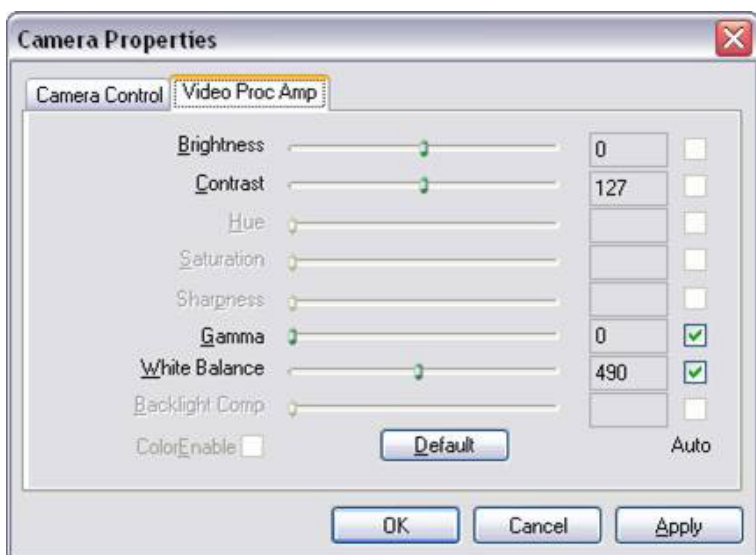 Camera Properties
Camera Control Video Proc Amp
Brightness 0
Contrast 127
Hue
Saturation
Sharpness
Gamma 0
White Balance 490
Backlight Comp
ColorEnable Default Auto
OK Cancel Apply